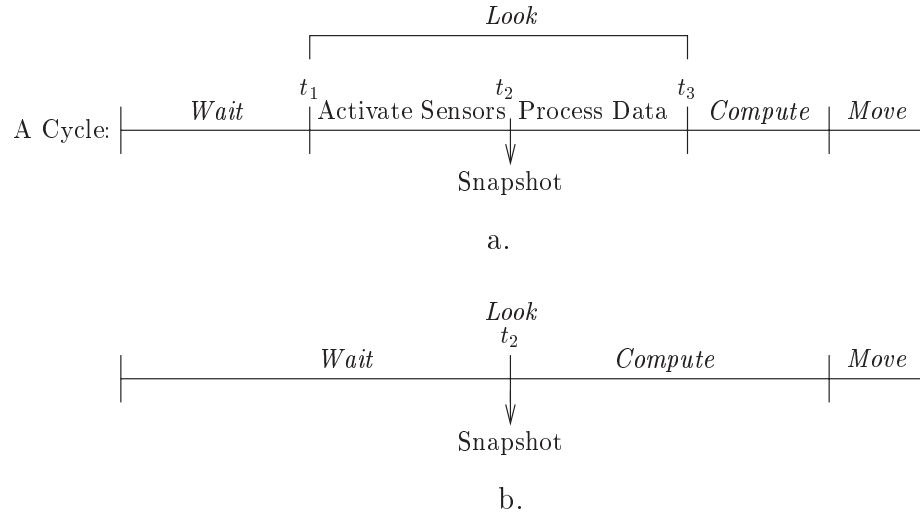 Look
t1 t2 t3
Wait Activate Sensors Process Data Compute Move
A Cycle:
Snapshot
a.
Look
t2
Wait Compute Move
Snapshot
b.